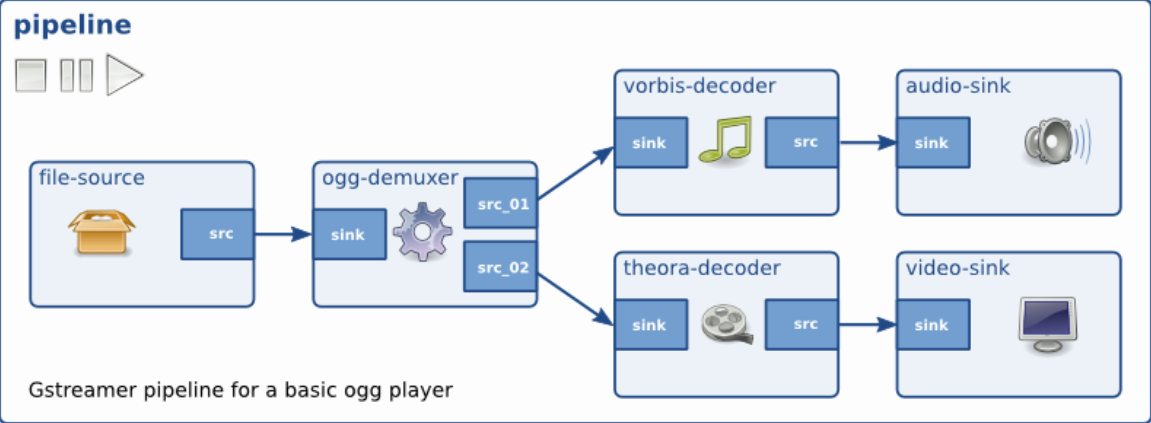 pipeline
file-source
src
ogg-demuxer
sink
src_01
src_02
vorbis-decoder
sink
src
audio-sink
sink
theora-decoder
sink
src
video-sink
sink
Gstreamer pipeline for a basic ogg player